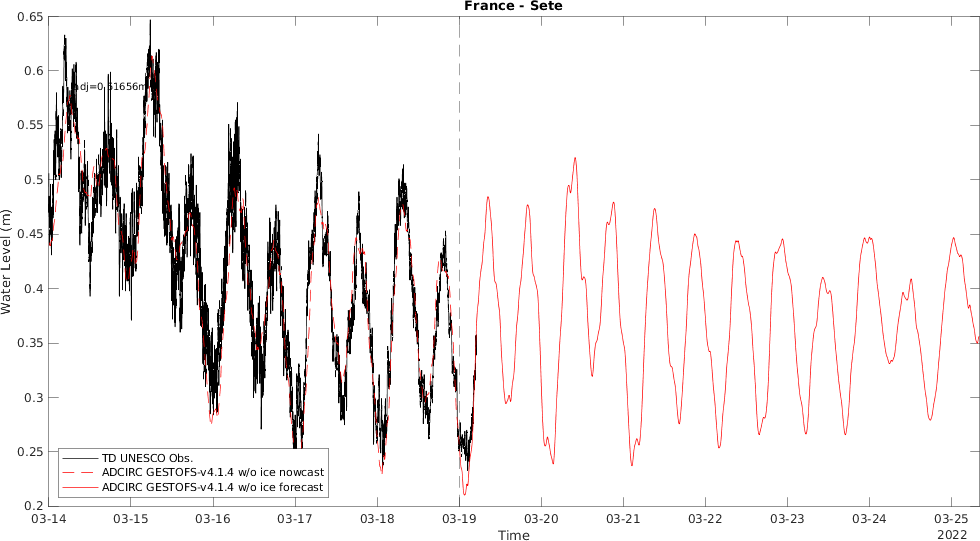 France - Sete
Water Level (m)
0.65
0.6
0.55
0.5
0.45
0.4
0.35
0.3
0.25
0.2
adj=0.51656m
TD UNESCO Obs.
ADCIRC GESTOFS-v4.1.4 w/o ice nowcast
ADCIRC GESTOFS-v4.1.4 w/o ice forecast
03-14 03-15 03-16 03-17 03-18 03-19 03-20 03-21 03-22 03-23 03-24 03-25
Time 2022